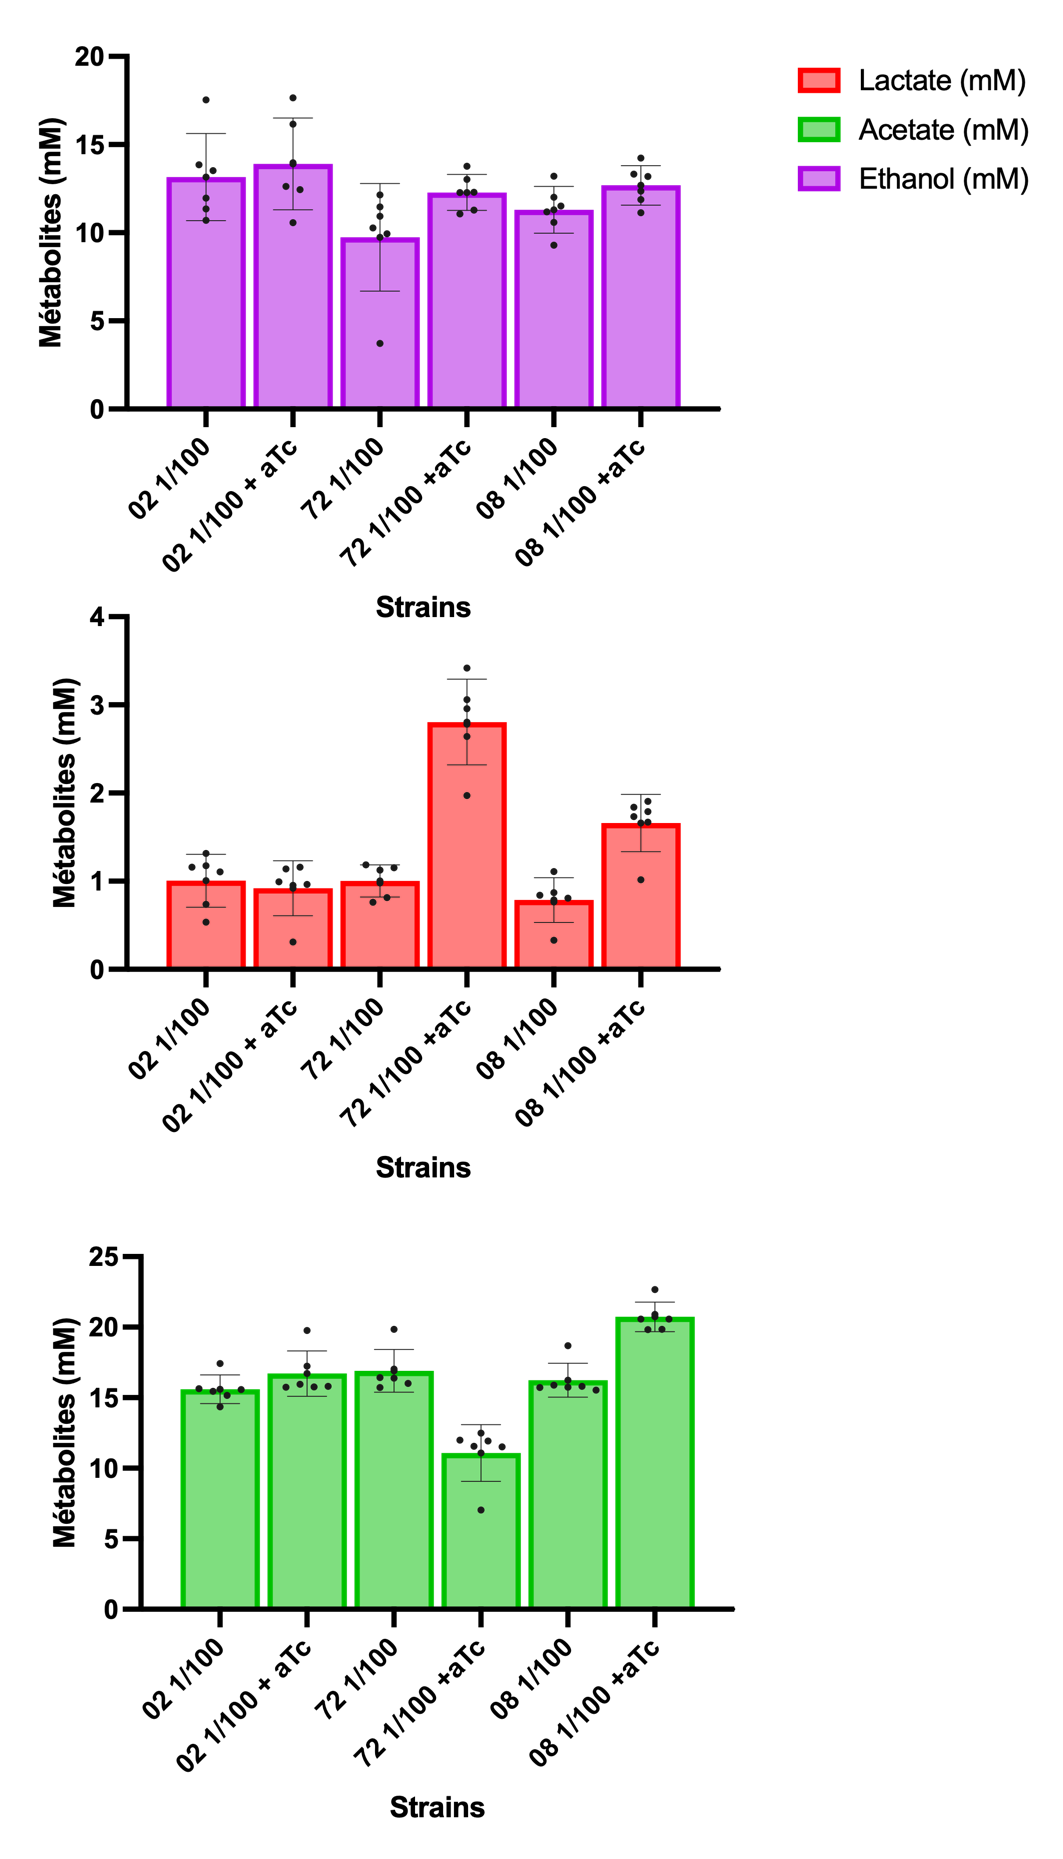 Lactate (mM)
Acetate (mM)
Ethanol (mM)
Métabolites (mM)
20
15
10
5
0
02 1/100
02 1/100 + aTc
72 1/100
72 1/100 +aTc
08 1/100
08 1/100 +aTc
Strains
Métabolites (mM)
4
3
2
1
0
02 1/100
02 1/100 + aTc
72 1/100
72 1/100 +aTc
08 1/100
08 1/100 +aTc
Strains
Métabolites (mM)
25
20
15
10
5
0
02 1/100
02 1/100 + aTc
72 1/100
72 1/100 +aTc
08 1/100
08 1/100 +aTc
Strains